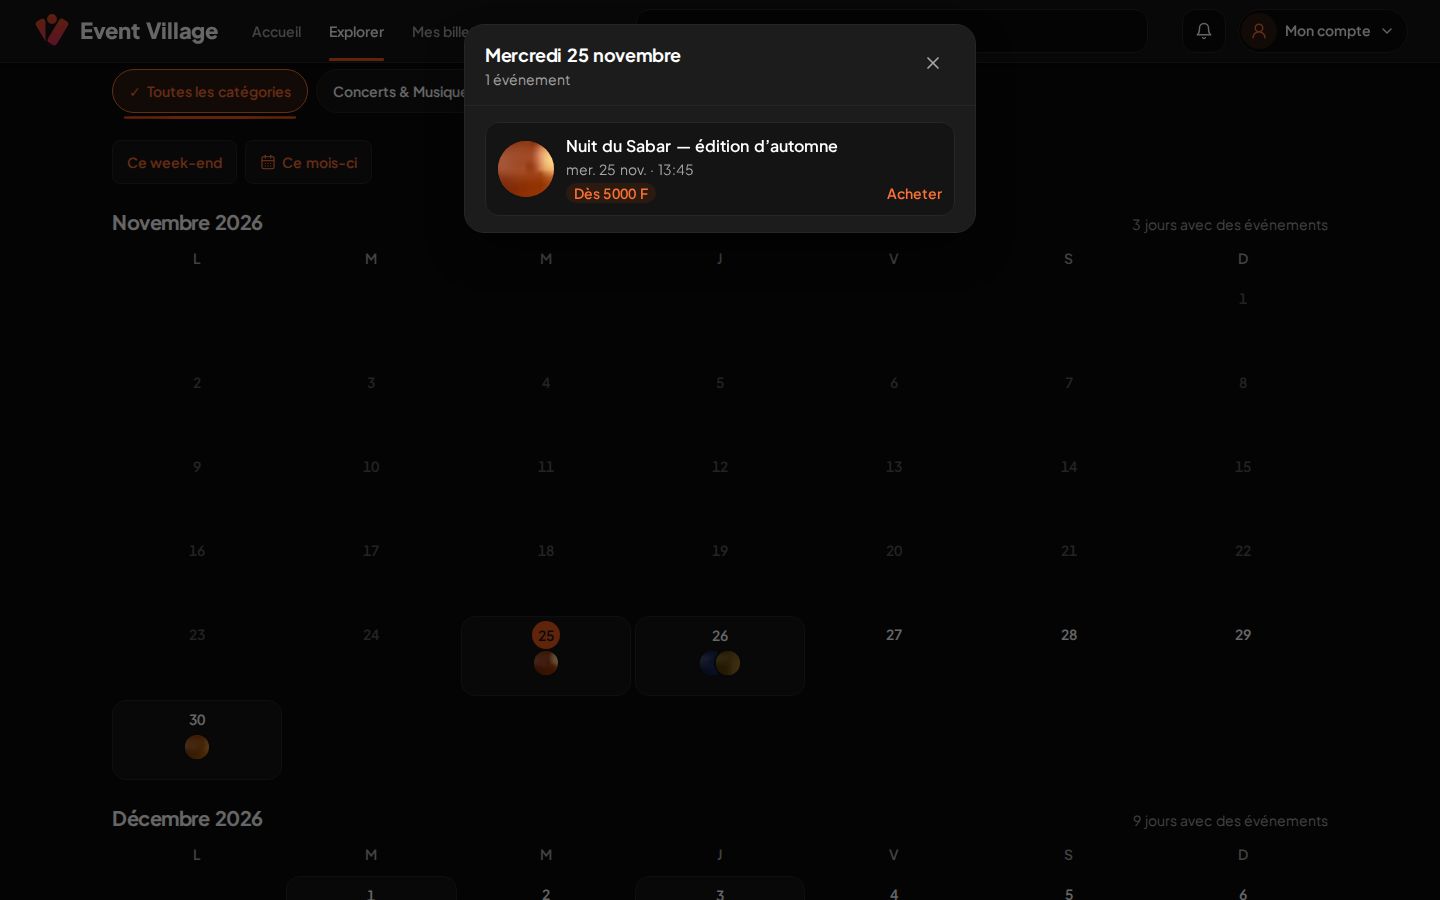 Event Village
Accueil
Explorer
Mes bille
Mon compte
Mercredi 25 novembre
1 événement
✓ Toutes les catégories
Concerts & Musique
Nuit du Sabar — édition d’automne
mer. 25 nov. · 13:45
Dès 5000 F
Acheter
Ce week-end
Ce mois-ci
Novembre 2026
3 jours avec des événements
L M M J V S D
1
2 3 4 5 6 7 8
9 10 11 12 13 14 15
16 17 18 19 20 21 22
23 24 25 26 27 28 29
30
Décembre 2026
9 jours avec des événements
L M M J V S D
1 2 3 4 5 6